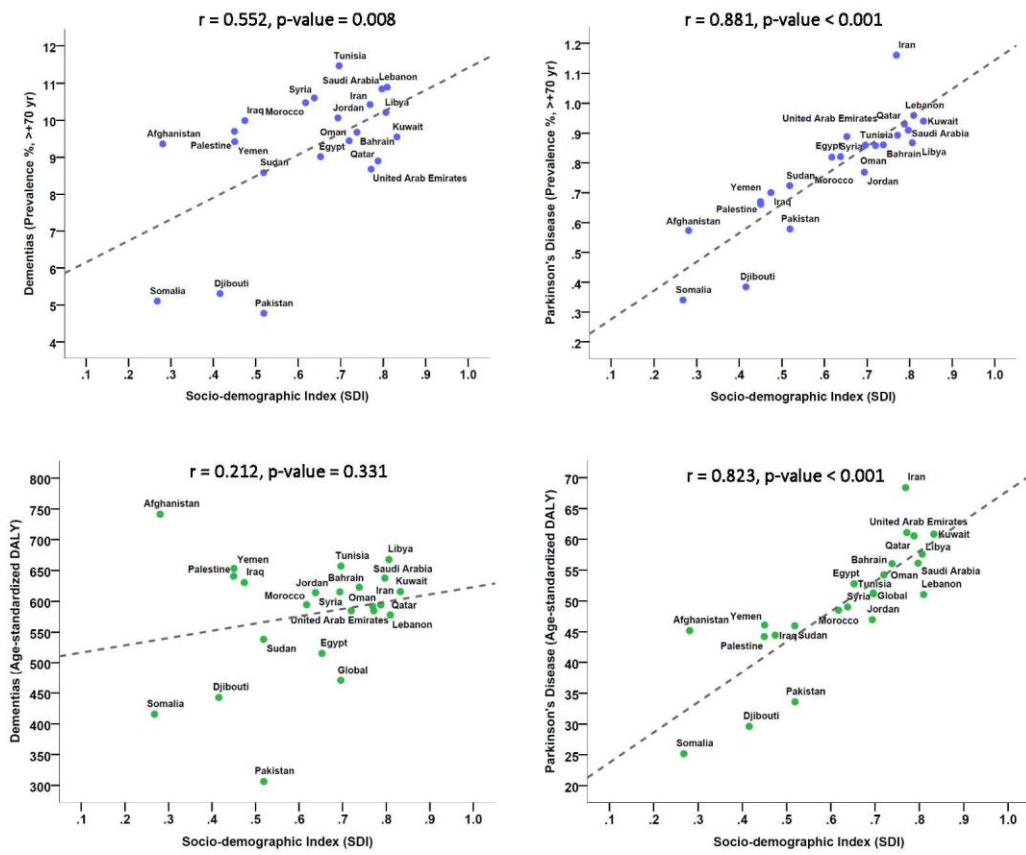 r = 0.552, p-value = 0.008
Dementias (Prevalence %, >+70 yr)
12
11
10
9
8
7
6
5
4
Tunisia
Saudi Arabia
Lebanon
Syria
Iran
Libya
Iraq
Morocco
Jordan
Kuwait
Afghanistan
Palestine
Oman
Bahrain
Yemen
Qatar
Sudan
Egypt
United Arab Emirates
Somalia
Djibouti
Pakistan
.1 .2 .3 .4 .5 .6 .7 .8 .9 1.0
Socio-demographic Index (SDI)
r = 0.881, p-value < 0.001
Parkinson's Disease (Prevalence %, >+70 yr)
1.2
1.1
1.0
.9
.8
.7
.6
.5
.4
.3
.2
Iran
Lebanon
Qatar
United Arab Emirates
Kuwait
Tunisia
Saudi Arabia
Egypt
Syria
Bahrain
Libya
Oman
Yemen
Sudan
Morocco
Jordan
Palestine
Iraq
Afghanistan
Pakistan
Djibouti
Somalia
.1 .2 .3 .4 .5 .6 .7 .8 .9 1.0
Socio-demographic Index (SDI)
r = 0.212, p-value = 0.331
Dementias (Age-standardized DALY)
800
750
700
650
600
550
500
450
400
350
300
Afghanistan
Yemen
Palestine
Iraq
Tunisia
Libya
Saudi Arabia
Bahrain
Jordan
Kuwait
Iran
Morocco
Syria
Oman
Qatar
United Arab Emirates
Lebanon
Sudan
Egypt
Global
Djibouti
Somalia
Pakistan
.1 .2 .3 .4 .5 .6 .7 .8 .9 1.0
Socio-demographic Index (SDI)
r = 0.823, p-value < 0.001
Parkinson's Disease (Age-standardized DALY)
70
65
60
55
50
45
40
35
30
25
20
Iran
United Arab Emirates
Kuwait
Qatar
Libya
Bahrain
Oman
Saudi Arabia
Egypt
Tunisia
Lebanon
Syria
Global
Jordan
Morocco
Afghanistan
Yemen
Palestine
Iraq
Sudan
Pakistan
Djibouti
Somalia
.1 .2 .3 .4 .5 .6 .7 .8 .9 1.0
Socio-demographic Index (SDI)